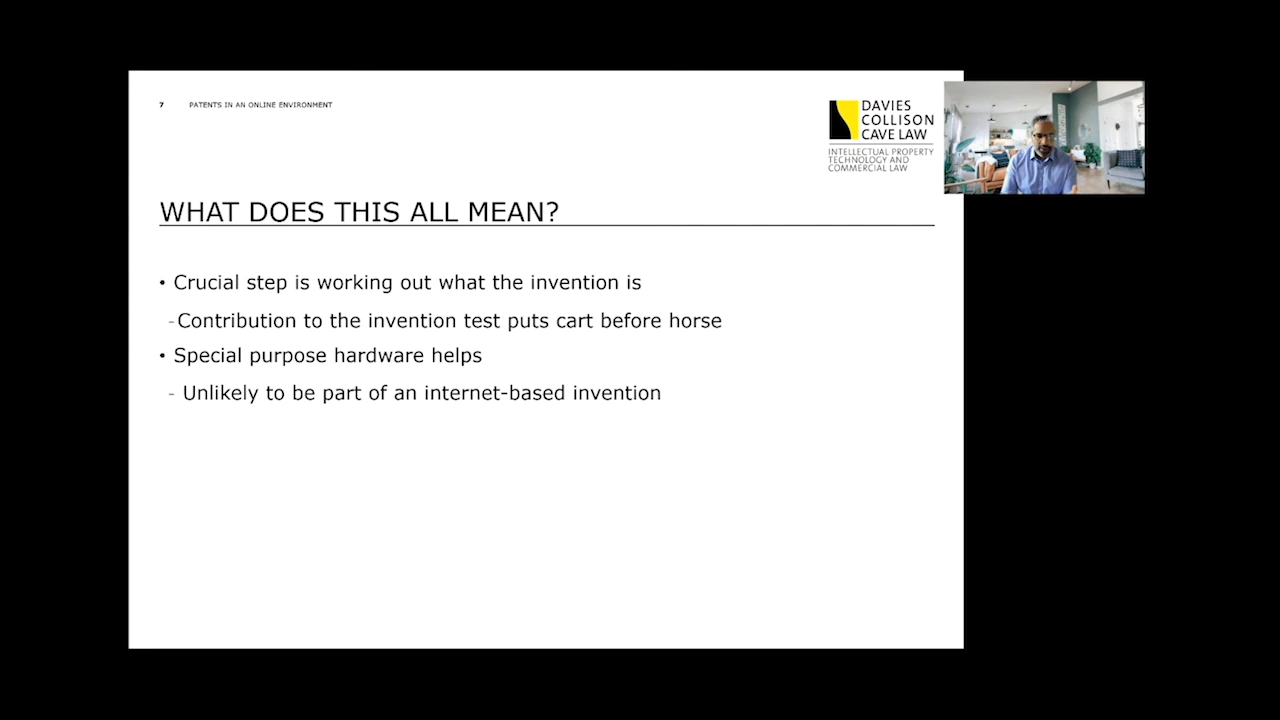 7 PATENTS IN AN ONLINE ENVIRONMENT
DAVIES
COLLISON
CAVE LAW
INTELLECTUAL PROPERTY
TECHNOLOGY AND
COMMERCIAL LAW
WHAT DOES THIS ALL MEAN?
• Crucial step is working out what the invention is
-Contribution to the invention test puts cart before horse
• Special purpose hardware helps
- Unlikely to be part of an internet-based invention